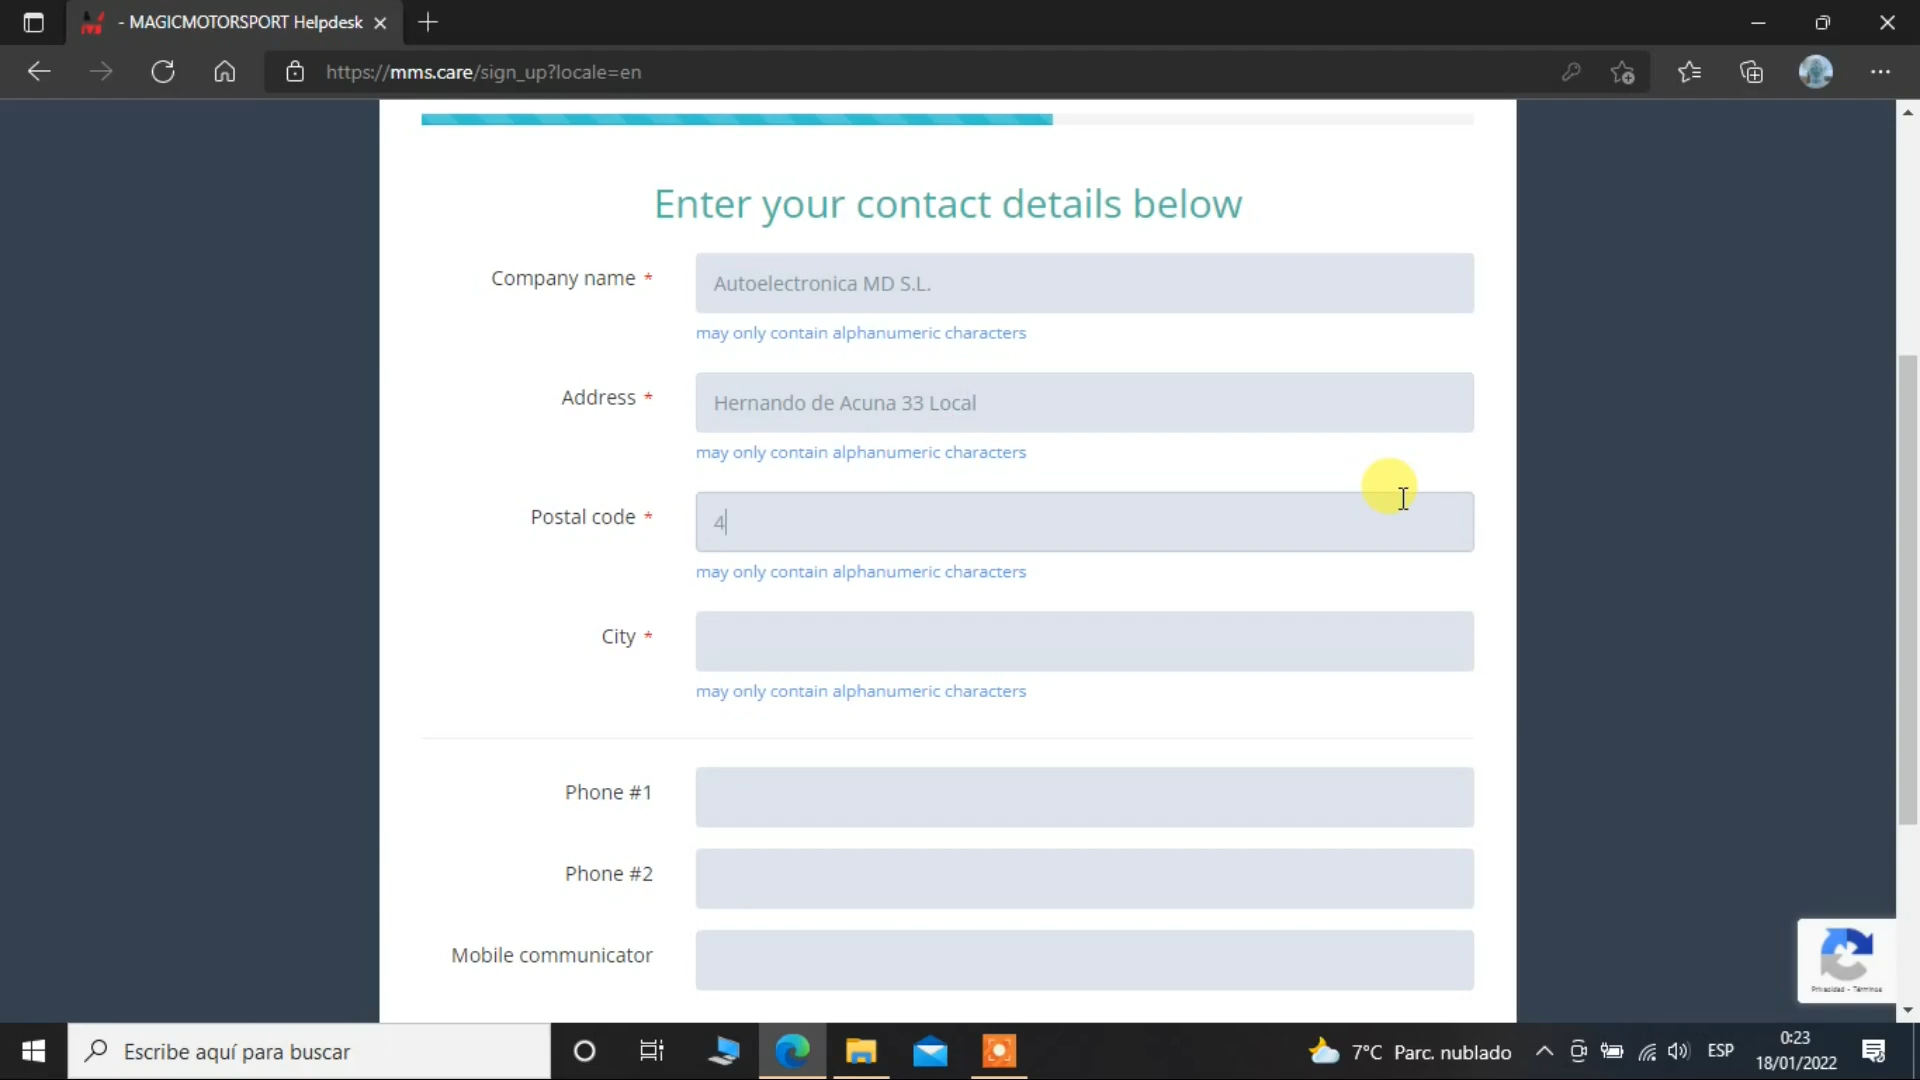 - MAGICMOTORSPORT Helpdesk
https://mms.care/sign_up?locale=en
Enter your contact details below
Company name *
Autoelectronica MD S.L.
may only contain alphanumeric characters
Address *
Hernando de Acuna 33 Local
may only contain alphanumeric characters
Postal code *
4
may only contain alphanumeric characters
City *
may only contain alphanumeric characters
Phone #1
Phone #2
Mobile communicator
Privacidad - Términos
Escribe aquí para buscar
7°C Parc. nublado
ESP
0:23
18/01/2022